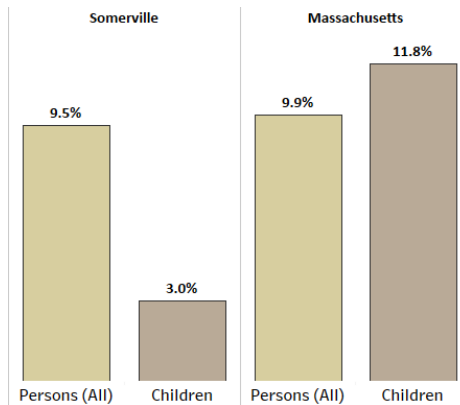 Somerville
Massachusetts
9.5%
3.0%
9.9%
11.8%
Persons (All)
Children
Persons (All)
Children